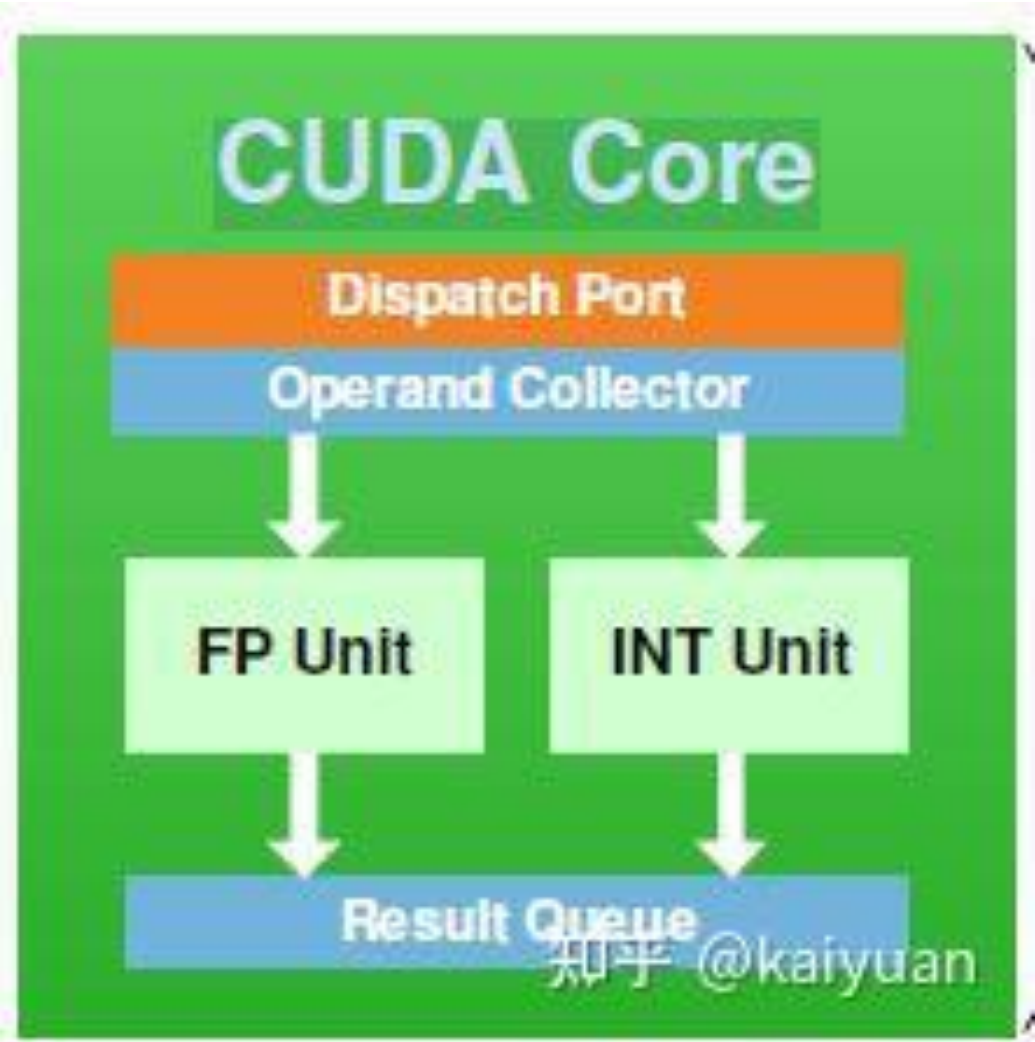 CUDA Core
Dispatch Port
Operand Collector
FP Unit
INT Unit
Result Queue
知乎 @kaiyuan